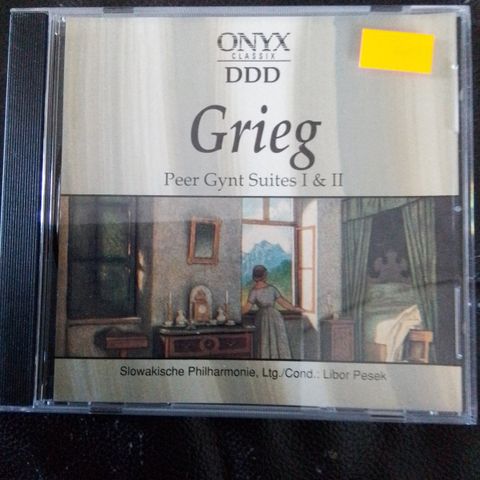 ONYX
CLASSIX
DDD
Grieg
Peer Gynt Suites I & II
Slowakische Philharmonie, Ltg./Cond.: Libor Pesek